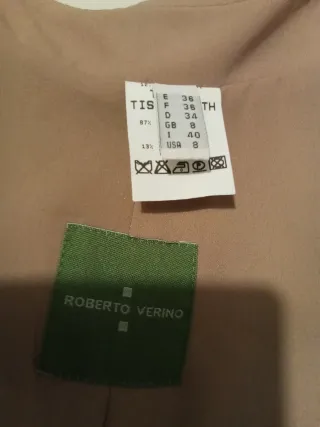 E 36
TIS F 36 TH
D 34
87% GB 8
I 40
13% USA 8
ROBERTO VERINO